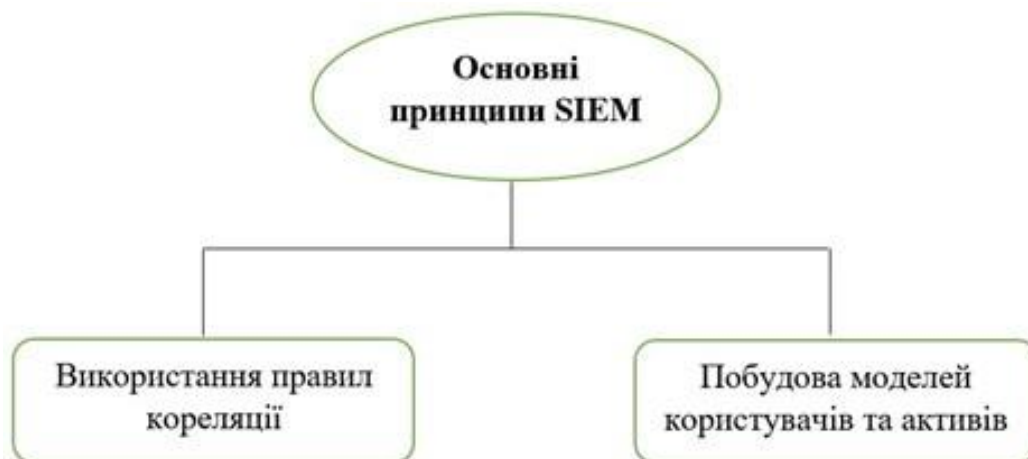 Основні
принципи SIEM
Використання правил
кореляції
Побудова моделей
користувачів та активів